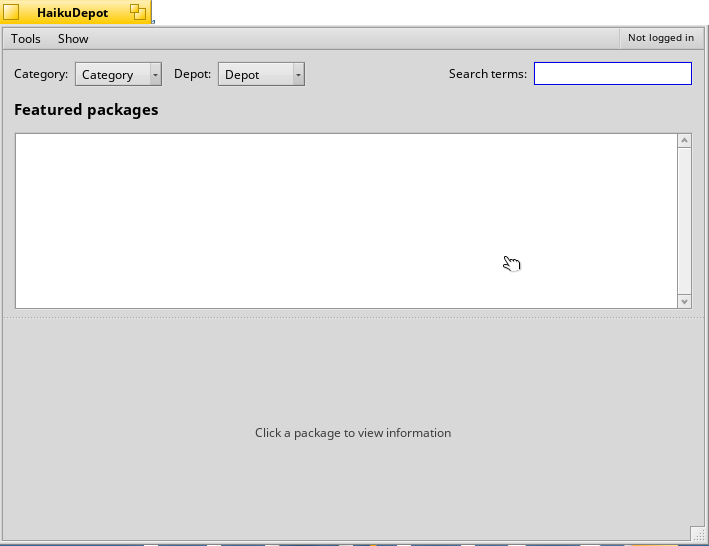 HaikuDepot
Tools Show Not logged in
Category: Category Depot: Depot Search terms:
Featured packages
Click a package to view information